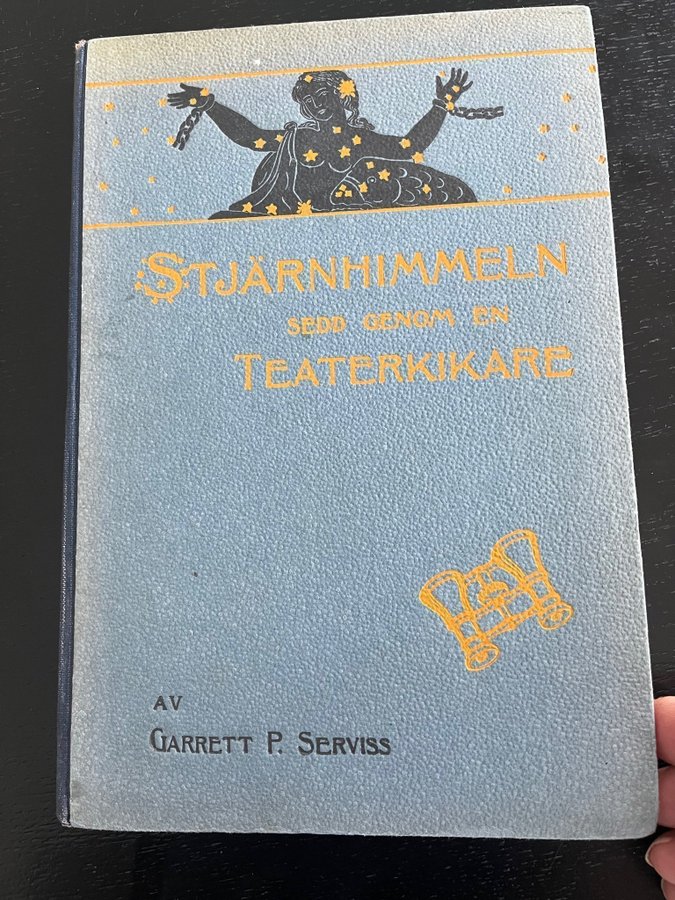 STJÄRNHIMMELN
SEDD GENOM EN
TEATERKIKARE
AV
GARRETT P. SERVISS